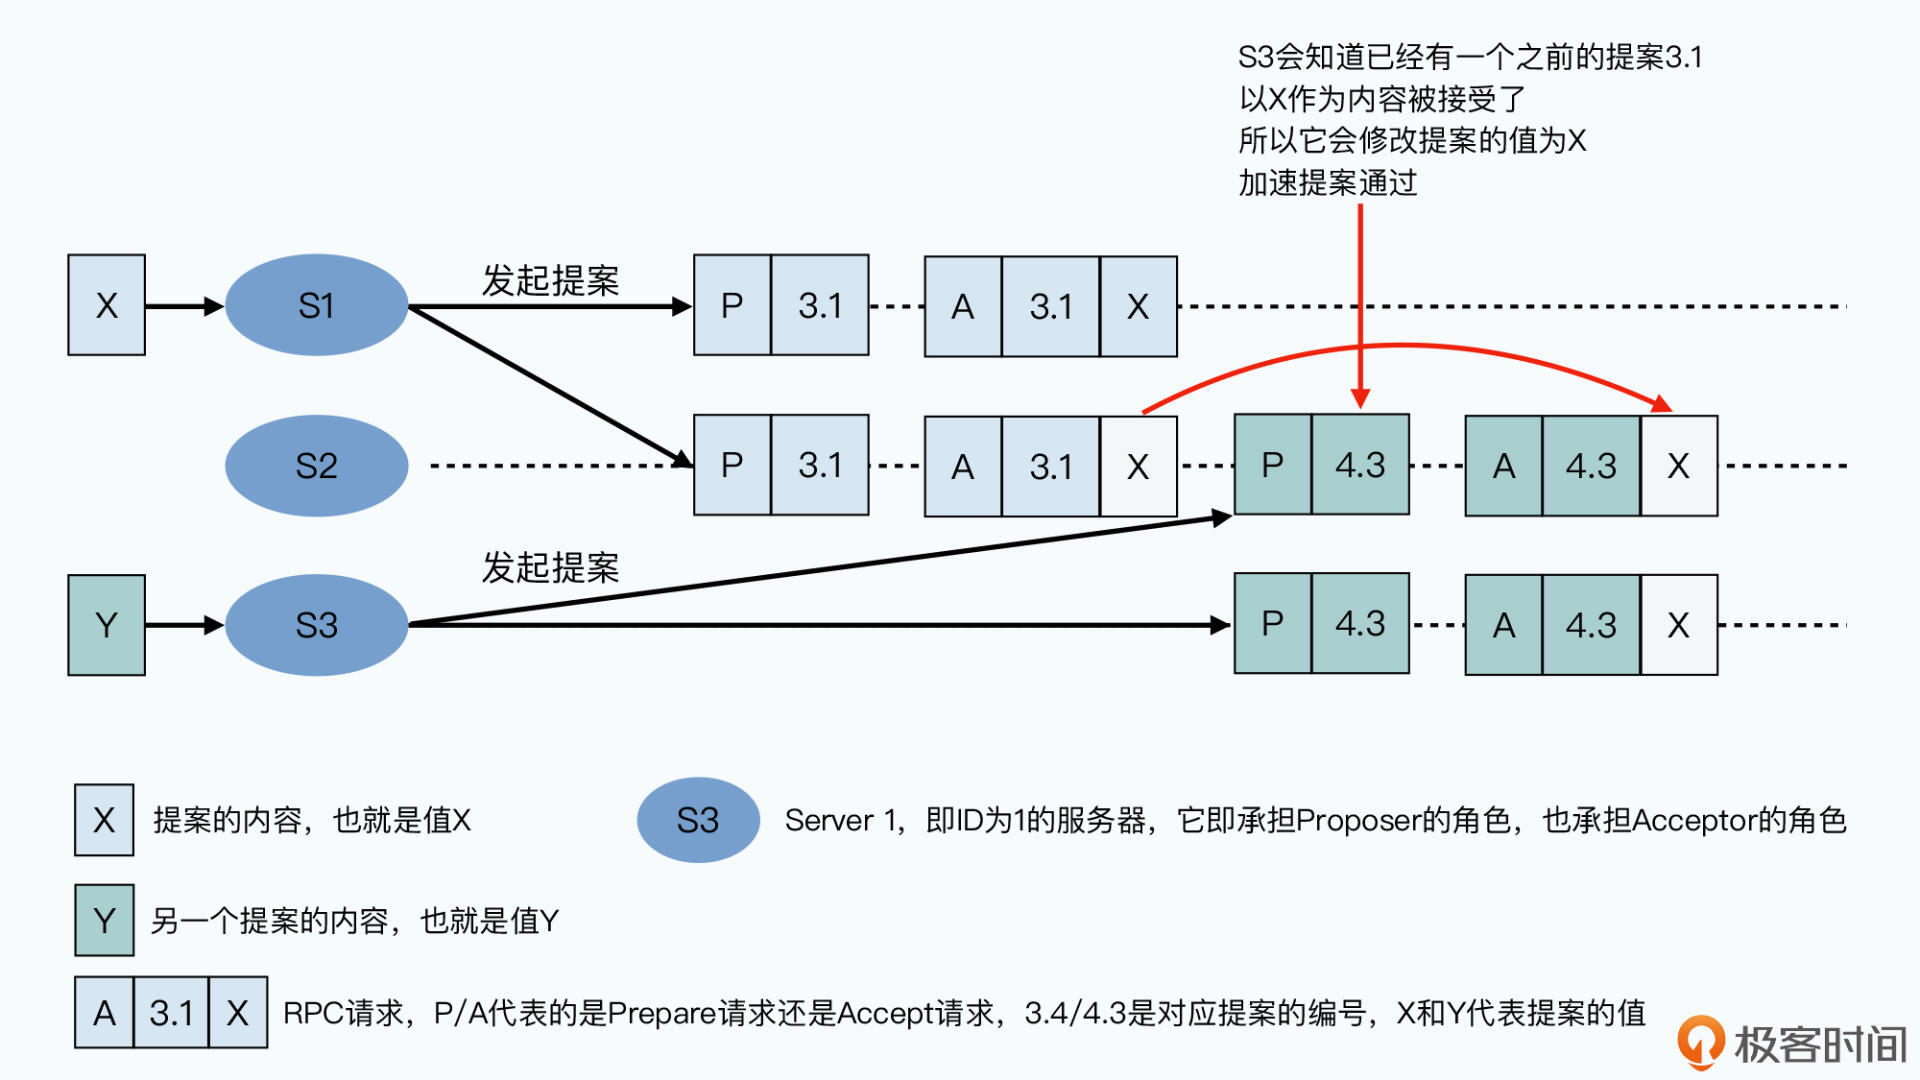 S3会知道已经有一个之前的提案3.1
以X作为内容被接受了
所以它会修改提案的值为X
加速提案通过
X S1 发起提案 P 3.1 A 3.1 X
S2 P 3.1 A 3.1 X P 4.3 A 4.3 X
发起提案
Y S3 P 4.3 A 4.3 X
X 提案的内容，也就是值X
S3 Server 1，即ID为1的服务器，它即承担Proposer的角色，也承担Acceptor的角色
Y 另一个提案的内容，也就是值Y
A 3.1 X RPC请求，P/A代表的是Prepare请求还是Accept请求，3.4/4.3是对应提案的编号，X和Y代表提案的值
极客时间